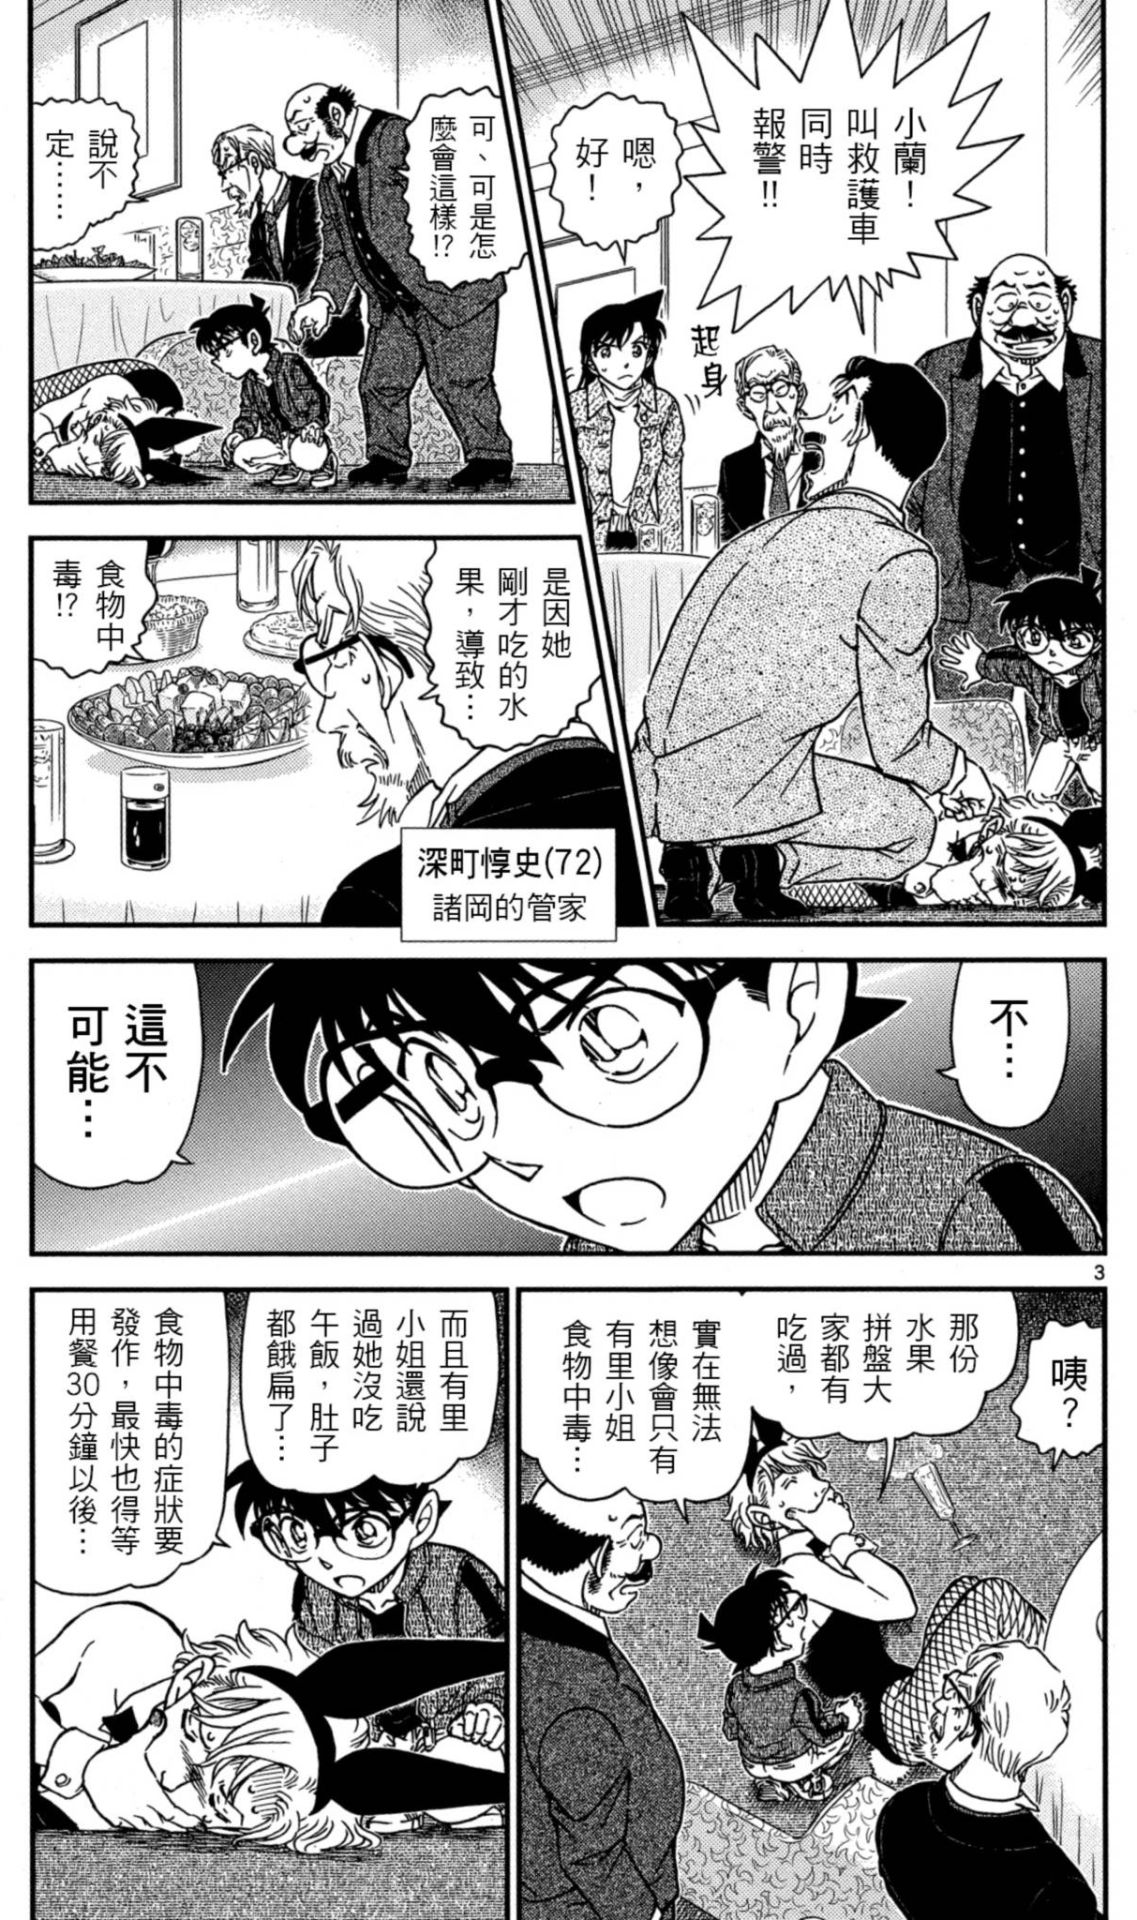 小蘭！
叫救護車
同時
報警!!
嗯，
好！
起身
可、可是怎
麼會這樣!?
說不
定……
是因她
剛才吃的水
果，導致…
食物中
毒!?
深町惇史(72)
諸岡的管家
不…
這不
可能…
3
咦？
那份
水果
拼盤大
家都有
吃過，
實在無法
想像會只有
有里小姐
食物中毒…
而且有里
小姐還說
過她沒吃
午飯，肚子
都餓扁了…
食物中毒的症狀要
發作，最快也得等
用餐30分鐘以後…